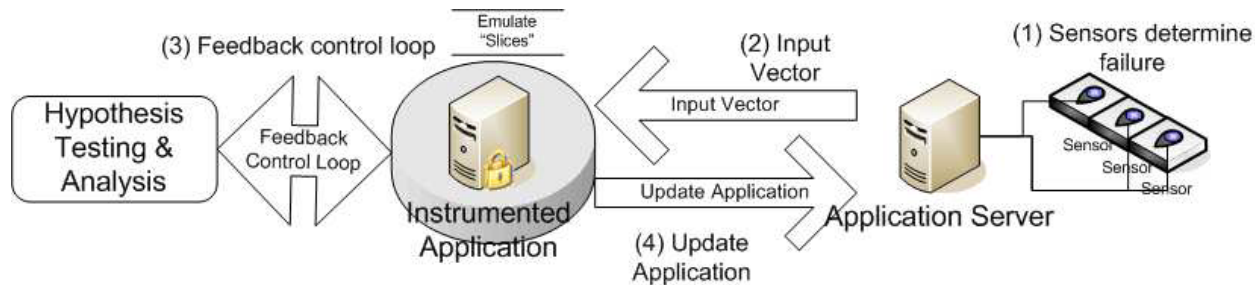 Emulate
"Slices"
(3) Feedback control loop
Hypothesis
Testing &
Analysis
Feedback
Control Loop
Instrumented
Application
(2) Input
Vector
Input Vector
Update Application
(4) Update
Application
Application Server
(1) Sensors determine
failure
Sensor
Sensor
Sensor